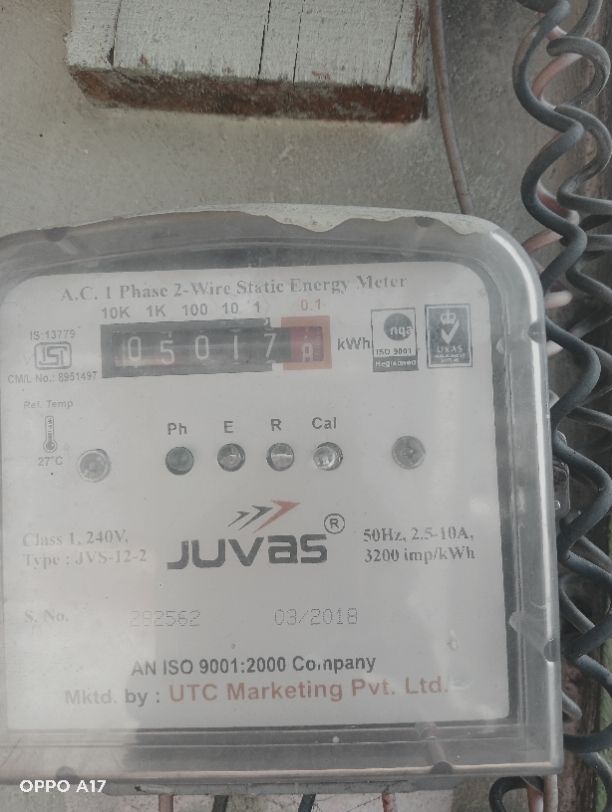 A.C. 1 Phase 2-Wire Static Energy Meter
10K 1K 100 10 1 0.1
IS:13779
ISI
CM/L No.: 8951497
05017 kWh
nqa
ISO 9001
Registered
UKAS
Ref. Temp
27°C
Ph E R Cal
Class 1, 240V,
Type : JVS-12-2
JUVAS®
50Hz, 2.5-10A,
3200 imp/kWh
S. No. 292562 03/2018
AN ISO 9001:2000 Company
Mktd. by : UTC Marketing Pvt. Ltd.
OPPO A17